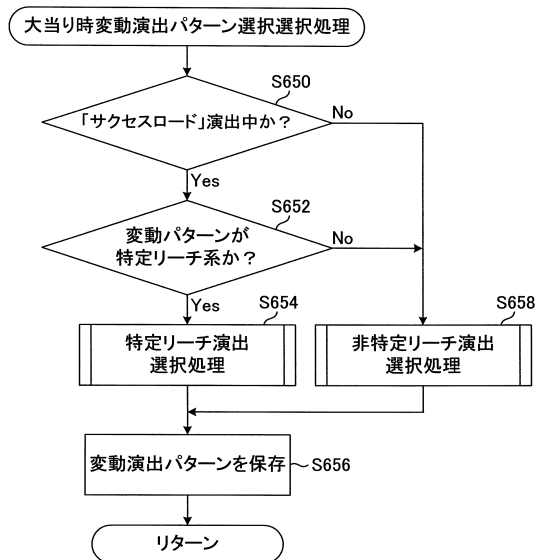 大当り時変動演出パターン選択選択処理
S650
「サクセスロード」演出中か？
No
Yes
S652
変動パターンが
特定リーチ系か？
No
Yes
S654
特定リーチ演出
選択処理
S658
非特定リーチ演出
選択処理
変動演出パターンを保存
S656
リターン